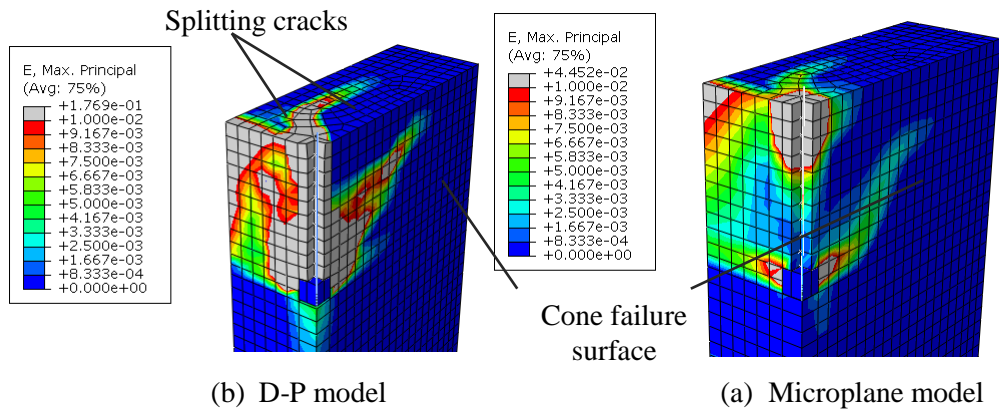 Splitting cracks
E, Max. Principal
(Avg: 75%)
+1.769e-01
+1.000e-02
+9.167e-03
+8.333e-03
+7.500e-03
+6.667e-03
+5.833e-03
+4.167e-03
+3.333e-03
+2.500e-03
+1.667e-03
+8.333e-04
+0.000e+00
E, Max. Principal
(Avg: 75%)
+4.452e-02
+1.000e-02
+9.167e-03
+8.333e-03
+7.500e-03
+6.667e-03
+5.833e-03
+5.000e-03
+4.167e-03
+3.333e-03
+2.500e-03
+1.667e-03
+8.333e-04
+0.000e+00
Cone failure
surface
(b) D-P model
(a) Microplane model